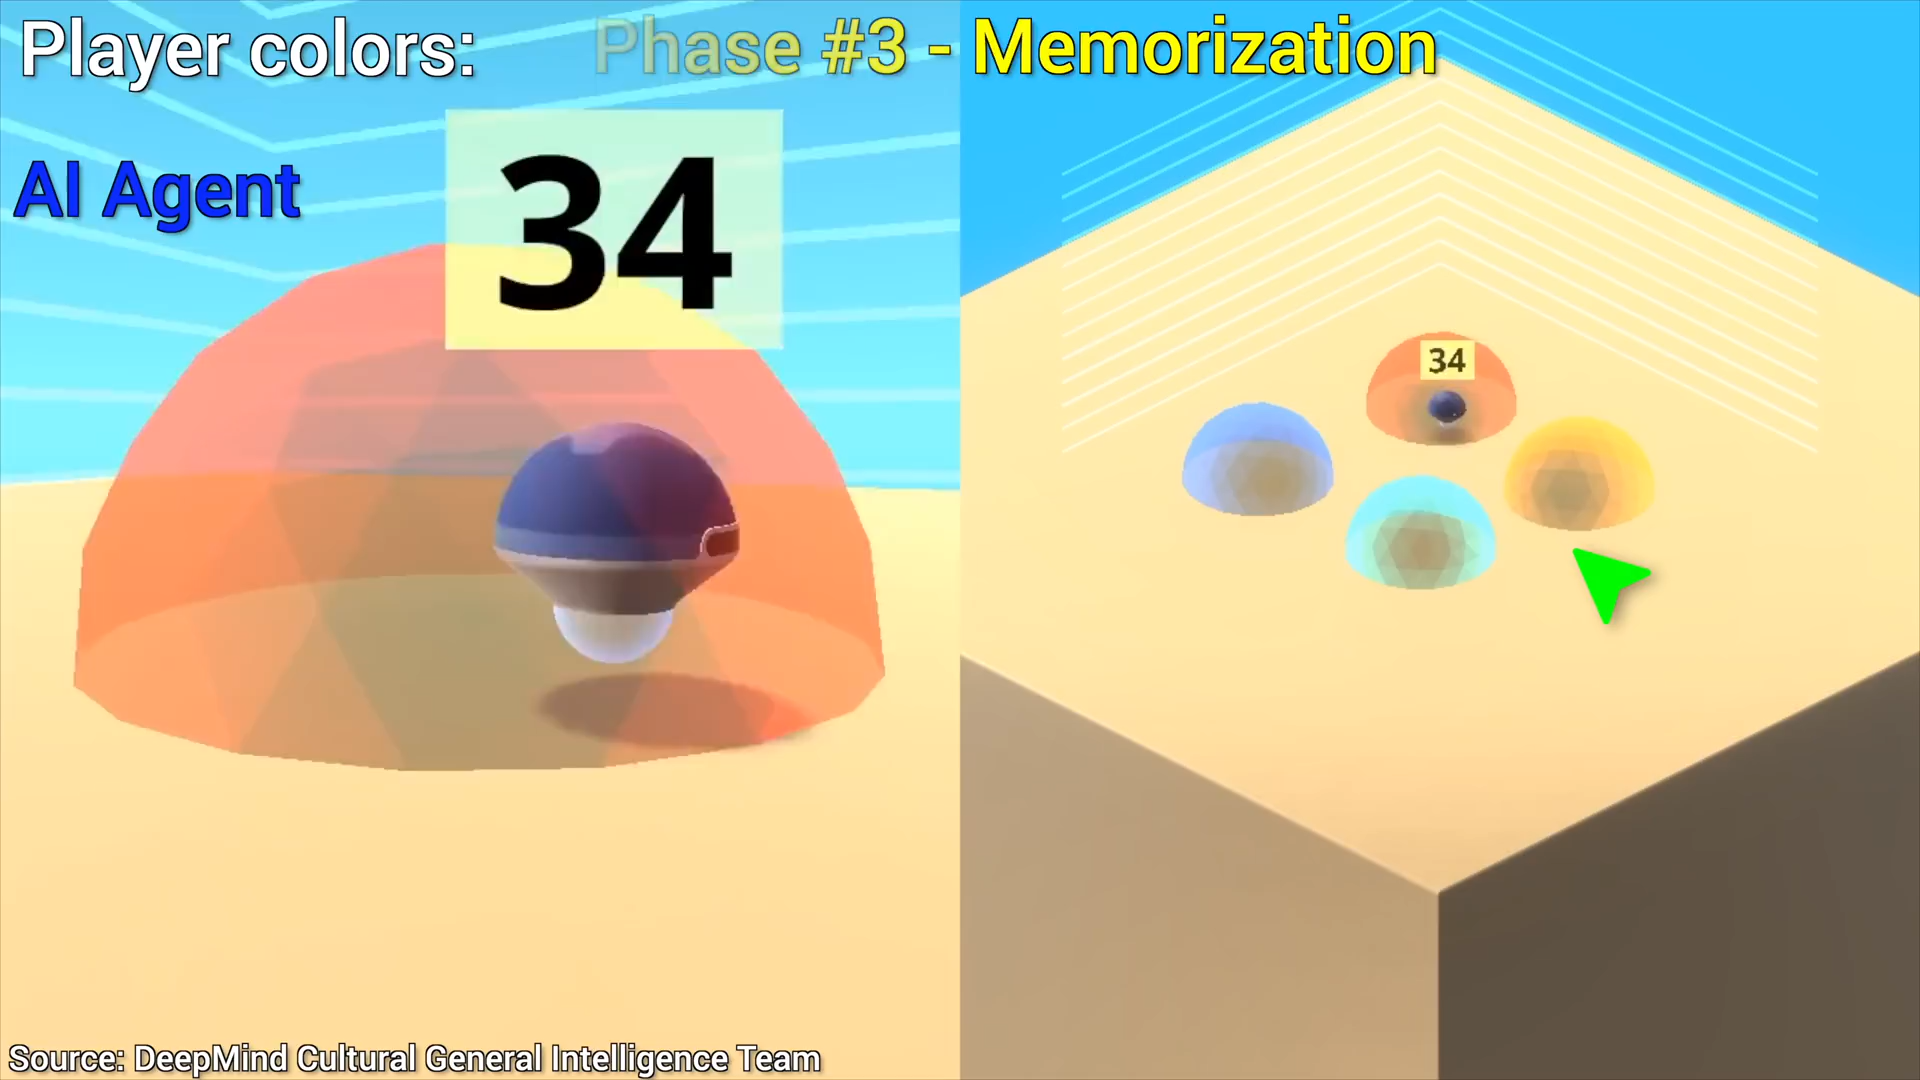 Player colors:
Phase #3 - Memorization
AI Agent
34
34
Source: DeepMind Cultural General Intelligence Team